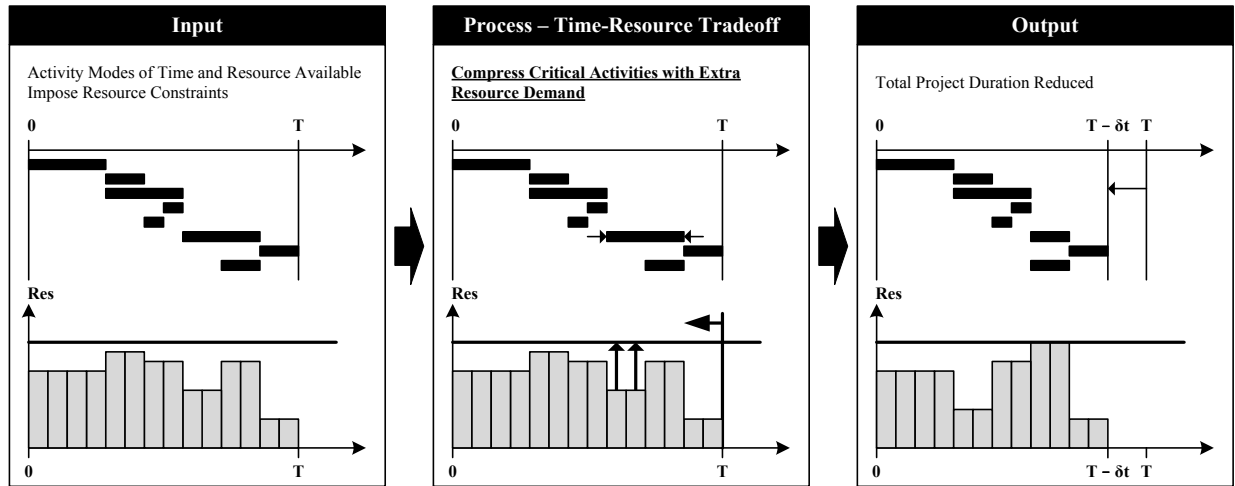 Input
Activity Modes of Time and Resource Available
Impose Resource Constraints
0
T
Res
0
T
Process – Time-Resource Tradeoff
Compress Critical Activities with Extra
Resource Demand
0
T
Res
0
T
Output
Total Project Duration Reduced
0
T – δt
T
Res
0
T – δt
T